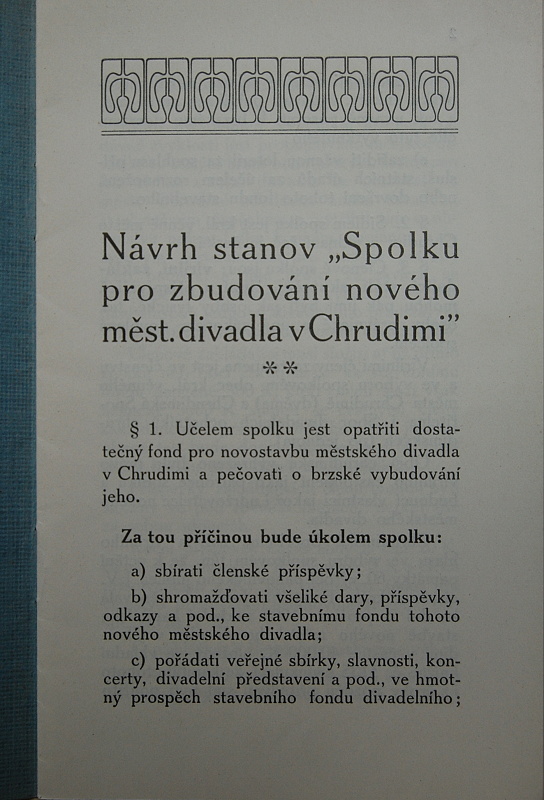 Návrh stanov „Spolku
pro zbudování nového
měst. divadla v Chrudimi”
§ 1. Učelem spolku jest opatřiti dosta-
tečný fond pro novostavbu městského divadla
v Chrudimi a pečovati o brzské vybudování
jeho.
Za tou příčinou bude úkolem spolku:
a) sbírati členské příspěvky;
b) shromažďovati všeliké dary, příspěvky,
odkazy a pod., ke stavebnímu fondu tohoto
nového městského divadla;
c) pořádati veřejné sbírky, slavnosti, kon-
certy, divadelní představení a pod., ve hmot-
ný prospěch stavebního fondu divadelního;